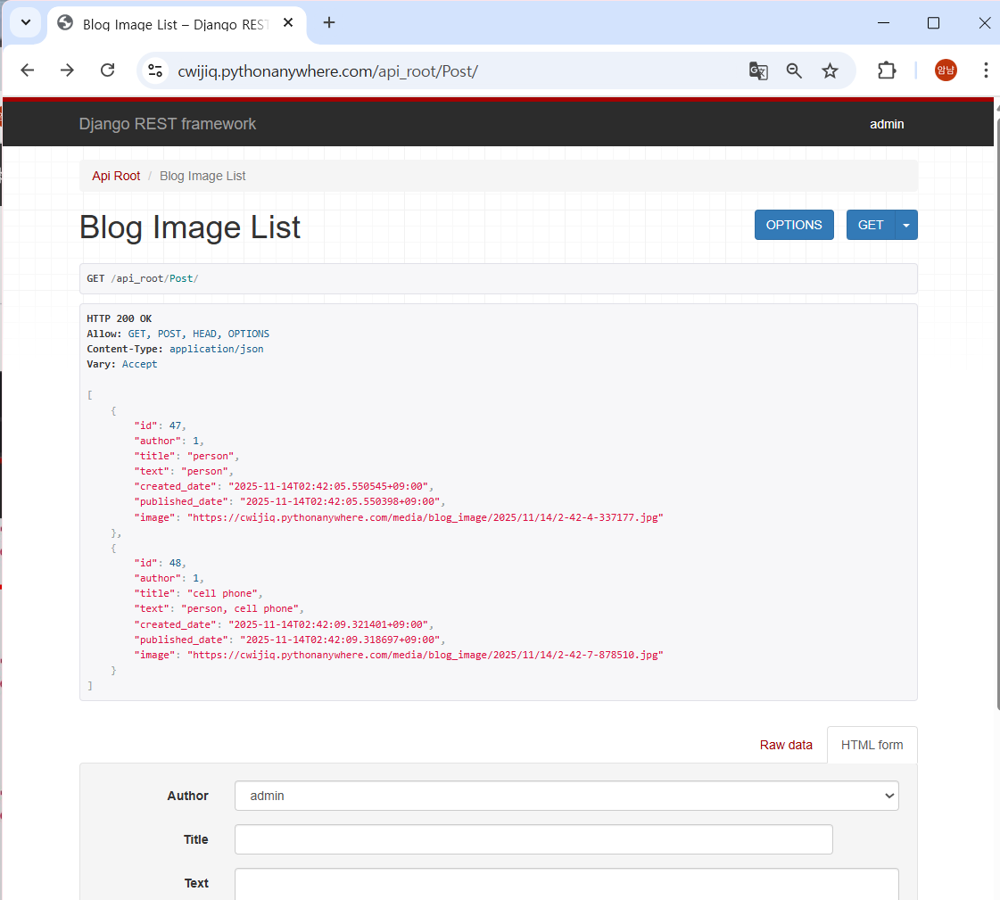 Blog Image List – Django REST
cwijiq.pythonanywhere.com/api_root/Post/
암냠
Django REST framework
admin
Api Root / Blog Image List
Blog Image List
OPTIONS
GET
GET /api_root/Post/
HTTP 200 OK
Allow: GET, POST, HEAD, OPTIONS
Content-Type: application/json
Vary: Accept
[
{
"id": 47,
"author": 1,
"title": "person",
"text": "person",
"created_date": "2025-11-14T02:42:05.550545+09:00",
"published_date": "2025-11-14T02:42:05.550398+09:00",
"image": "https://cwijiq.pythonanywhere.com/media/blog_image/2025/11/14/2-42-4-337177.jpg"
},
{
"id": 48,
"author": 1,
"title": "cell phone",
"text": "person, cell phone",
"created_date": "2025-11-14T02:42:09.321401+09:00",
"published_date": "2025-11-14T02:42:09.318697+09:00",
"image": "https://cwijiq.pythonanywhere.com/media/blog_image/2025/11/14/2-42-7-878510.jpg"
}
]
Raw data
HTML form
Author
admin
Title
Text